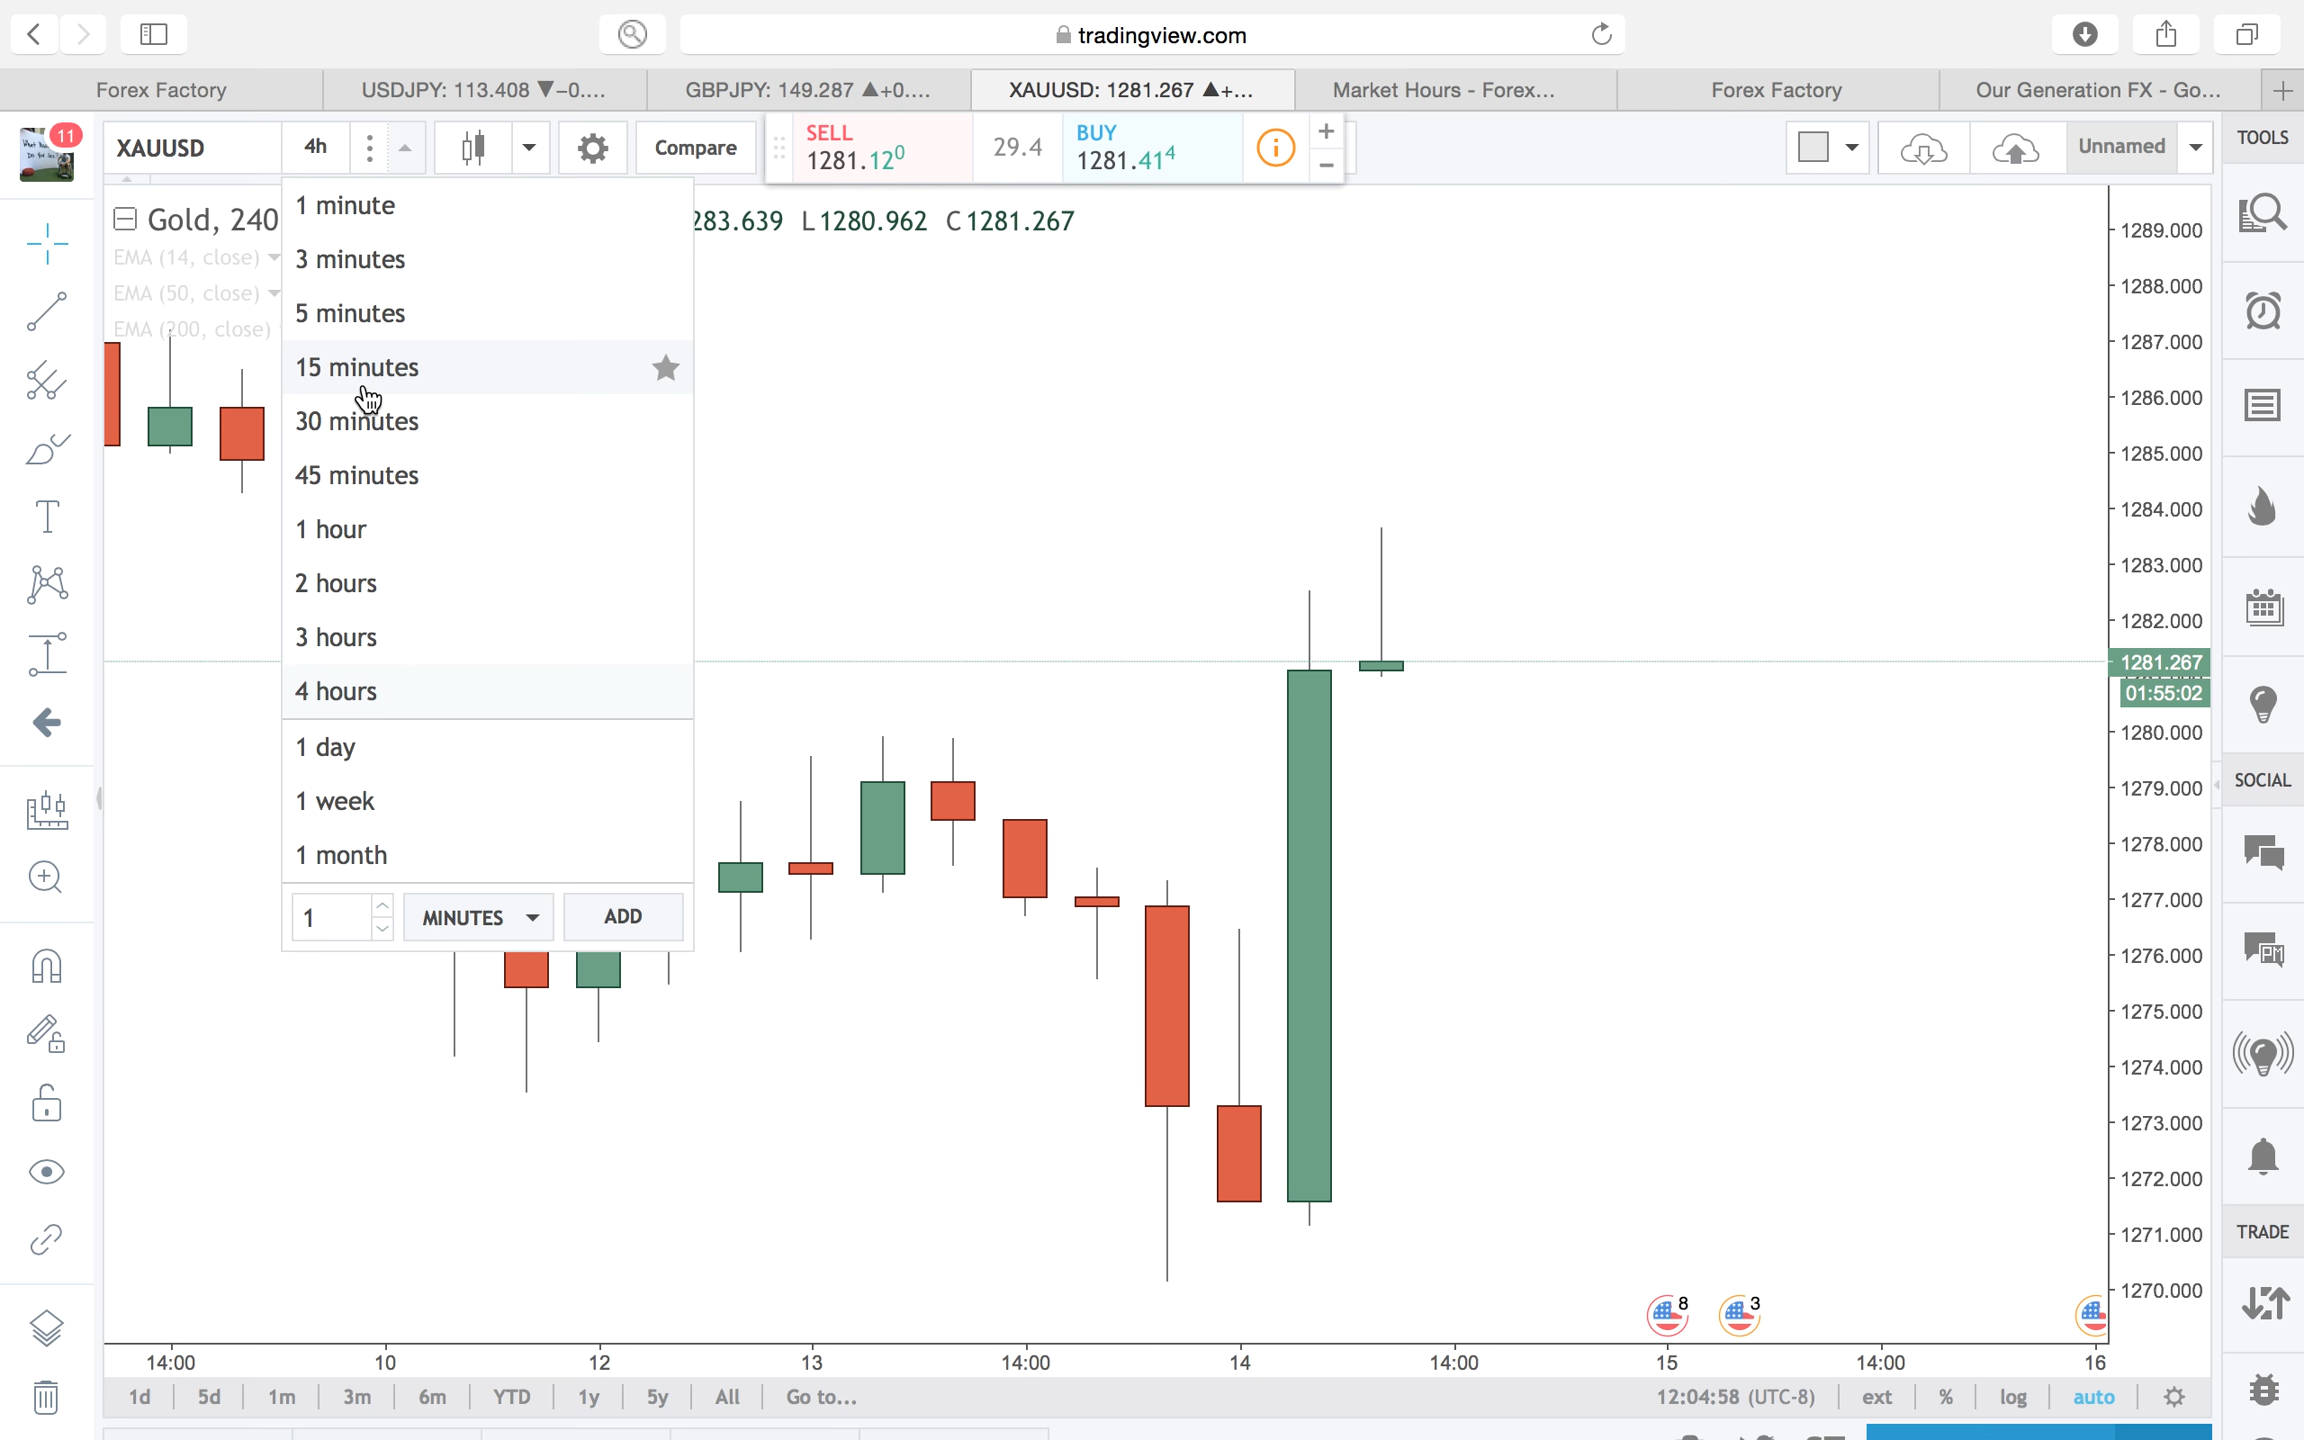 tradingview.com
Forex Factory
USDJPY: 113.408 ▼−0....
GBPJPY: 149.287 ▲+0....
XAUUSD: 1281.267 ▲+...
Market Hours - Forex...
Forex Factory
Our Generation FX - Go...
11
XAUUSD
4h
Compare
SELL
1281.12⁰
29.4
BUY
1281.41⁴
Unnamed
TOOLS
Gold, 240
283.639 L1280.962 C1281.267
EMA (14, close)
EMA (50, close)
EMA (200, close)
1 minute
3 minutes
5 minutes
15 minutes
30 minutes
45 minutes
1 hour
2 hours
3 hours
4 hours
1 day
1 week
1 month
1
MINUTES
ADD
1289.000
1288.000
1287.000
1286.000
1285.000
1284.000
1283.000
1282.000
1281.267
01:55:02
1280.000
1279.000
1278.000
1277.000
1276.000
1275.000
1274.000
1273.000
1272.000
1271.000
1270.000
SOCIAL
PM
TRADE
8
3
14:00
10
12
13
14:00
14
14:00
15
14:00
16
1d
5d
1m
3m
6m
YTD
1y
5y
All
Go to...
12:04:58 (UTC-8)
ext
%
log
auto